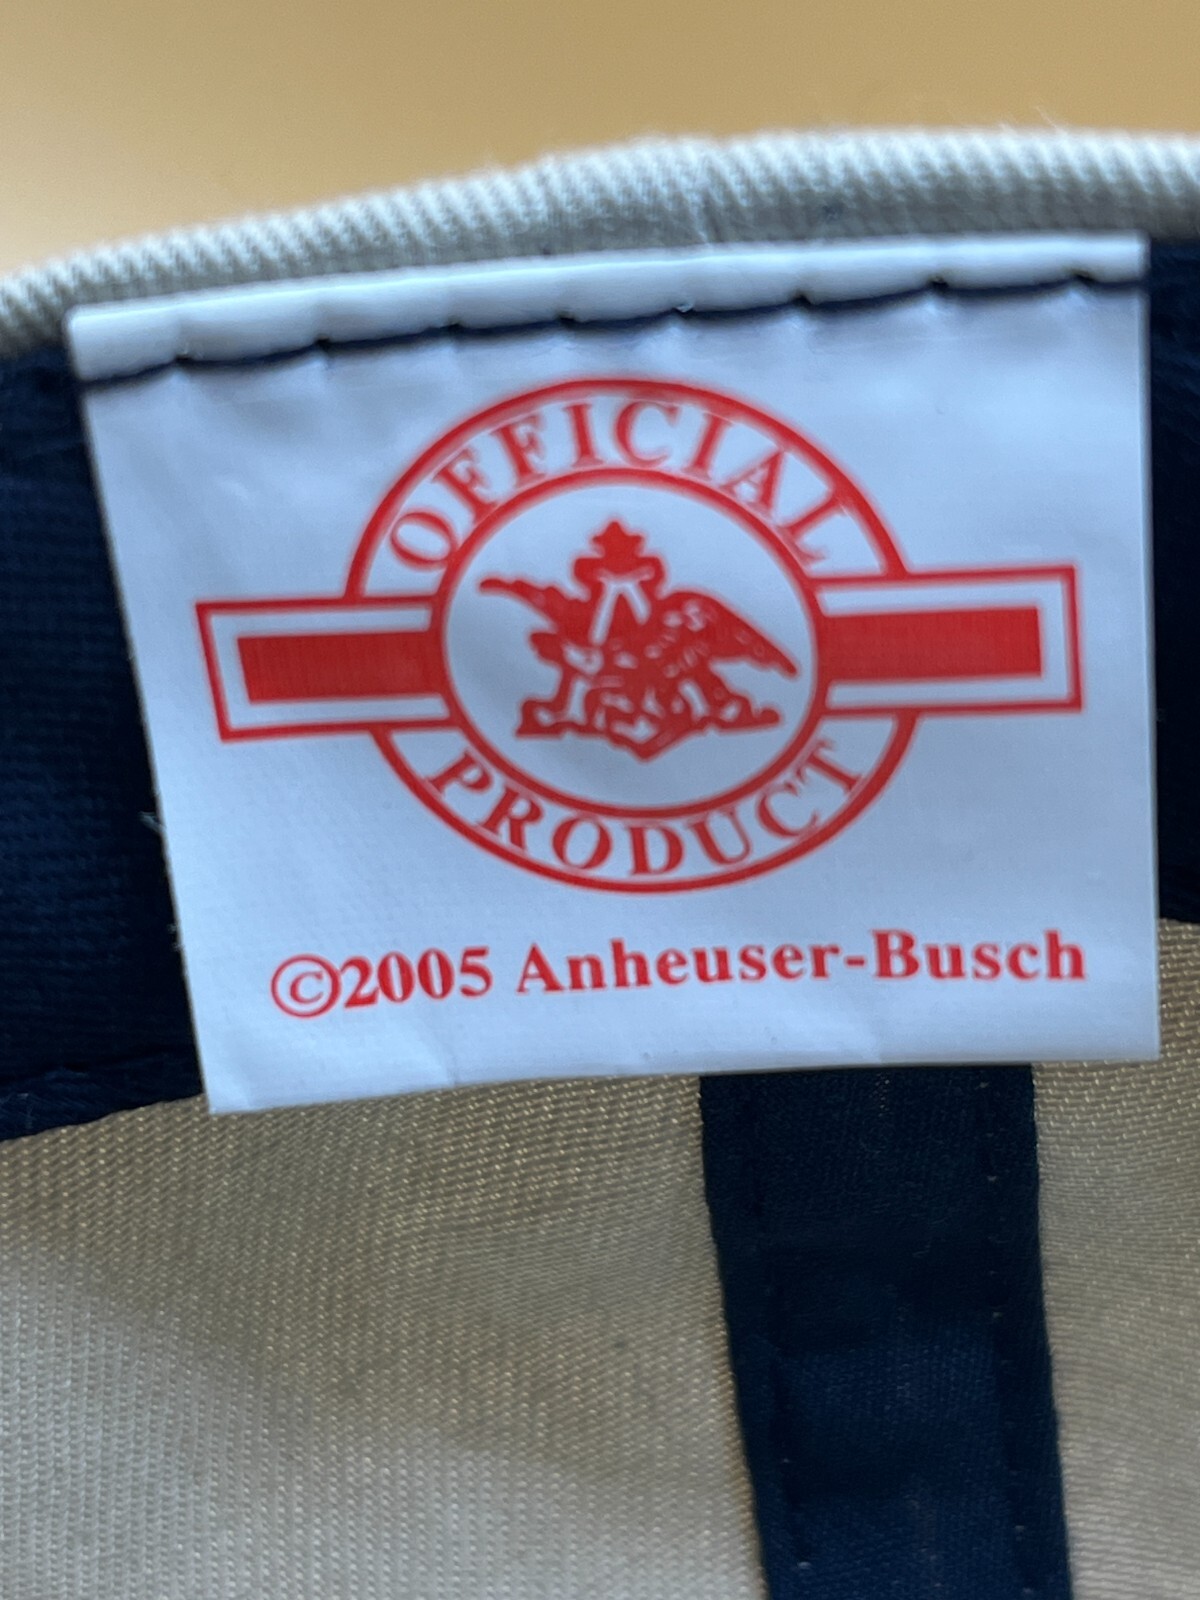 OFFICIAL
PRODUCT
©2005 Anheuser-Busch